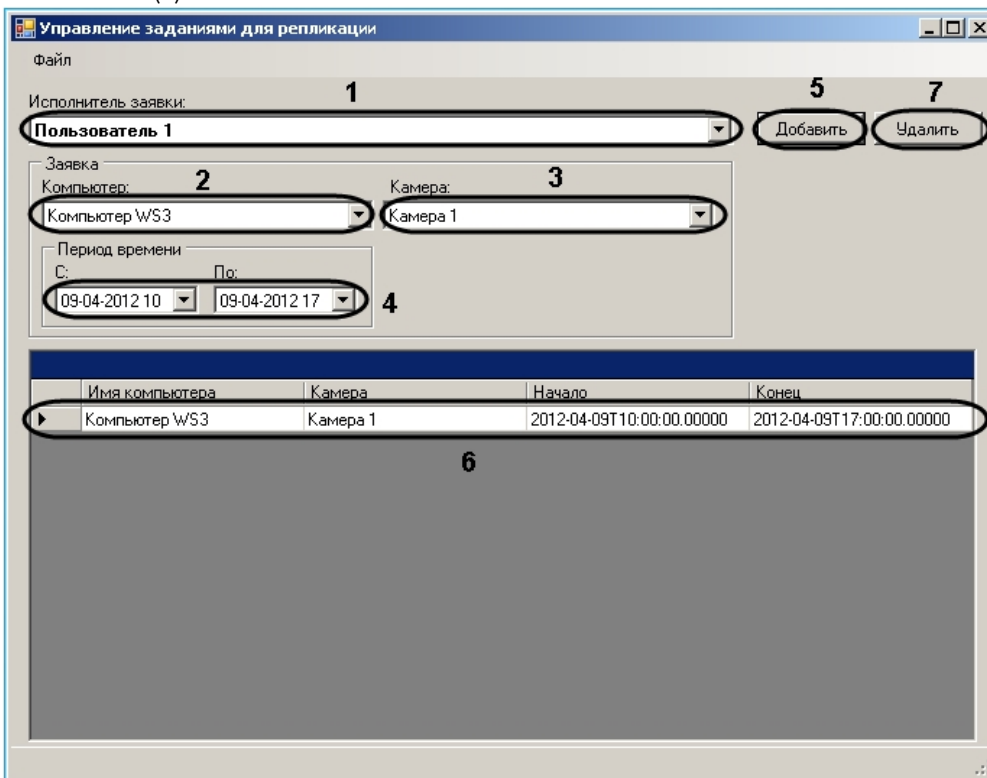 Управление заданиями для репликации
Файл
Исполнитель заявки:
1
5
7
Пользователь 1
Добавить
Удалить
Заявка
Компьютер:
2
Камера:
3
Компьютер WS3
Камера 1
Период времени
С:
По:
09-04-2012 10
09-04-2012 17
4
Имя компьютера
Камера
Начало
Конец
Компьютер WS3
Камера 1
2012-04-09T10:00:00.00000
2012-04-09T17:00:00.00000
6